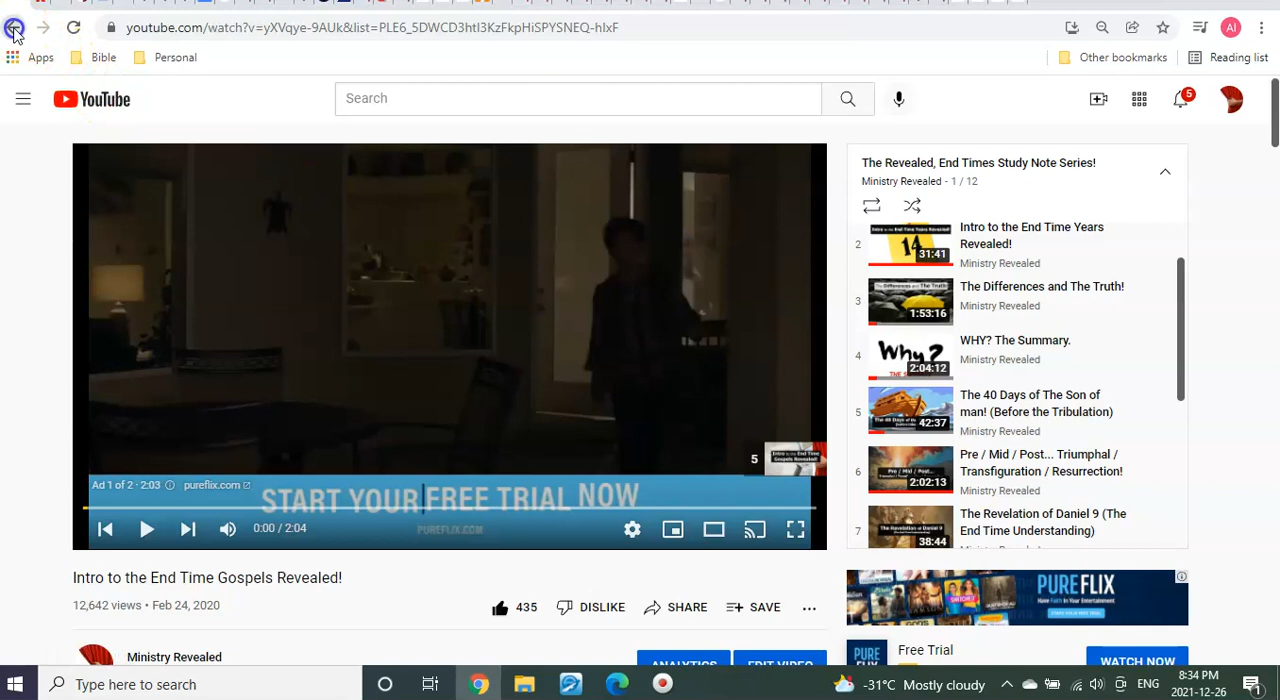 youtube.com/watch?v=yXVqye-9AUk&list=PLE6_5DWCD3htI3KzFkpHiSPYSNEQ-hIxF
AI
Apps
Bible
Personal
Other bookmarks
Reading list
YouTube
Search
5
The Revealed, End Times Study Note Series!
Ministry Revealed - 1 / 12
2
14
31:41
Intro to the End Time Years
Revealed!
Ministry Revealed
3
1:53:16
The Differences and The Truth!
Ministry Revealed
4
Why?
2:04:12
WHY? The Summary.
Ministry Revealed
5
42:37
The 40 Days of The Son of
man! (Before the Tribulation)
Ministry Revealed
6
2:02:13
Pre / Mid / Post... Triumphal /
Transfiguration / Resurrection!
Ministry Revealed
7
38:44
The Revelation of Daniel 9 (The
End Time Understanding)
5
Ad 1 of 2 · 2:03
pureflix.com
START YOUR FREE TRIAL NOW
PUREFLIX.COM
0:00 / 2:04
Intro to the End Time Gospels Revealed!
12,642 views • Feb 24, 2020
435
DISLIKE
SHARE
SAVE
Ministry Revealed
ANALYTICS
EDIT VIDEO
PUREFLIX
PURE
FLIX
Free Trial
WATCH NOW
Type here to search
-31°C Mostly cloudy
ENG
8:34 PM
2021-12-26
1